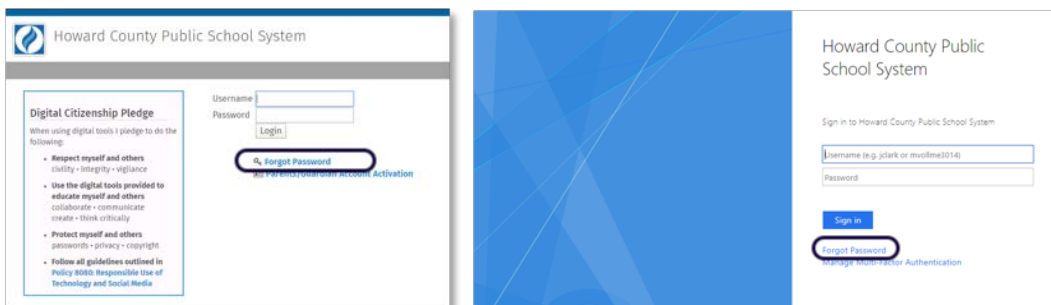 Howard County Public School System
Digital Citizenship Pledge
When using digital tools I pledge to do the
following:
• Respect myself and others
civility • integrity • vigilance
• Use the digital tools provided to
educate myself and others
collaborate • communicate
create • think critically
• Protect myself and others
passwords • privacy • copyright
• Follow all guidelines outlined in
Policy 8080: Responsible Use of
Technology and Social Media
Username
Password
Login
Forgot Password
Parents/Guardian Account Activation
Howard County Public
School System
Sign in to Howard County Public School System
Username (e.g. jclark or mvollme3014)
Password
Sign in
Forgot Password
Manage Multi-Factor Authentication